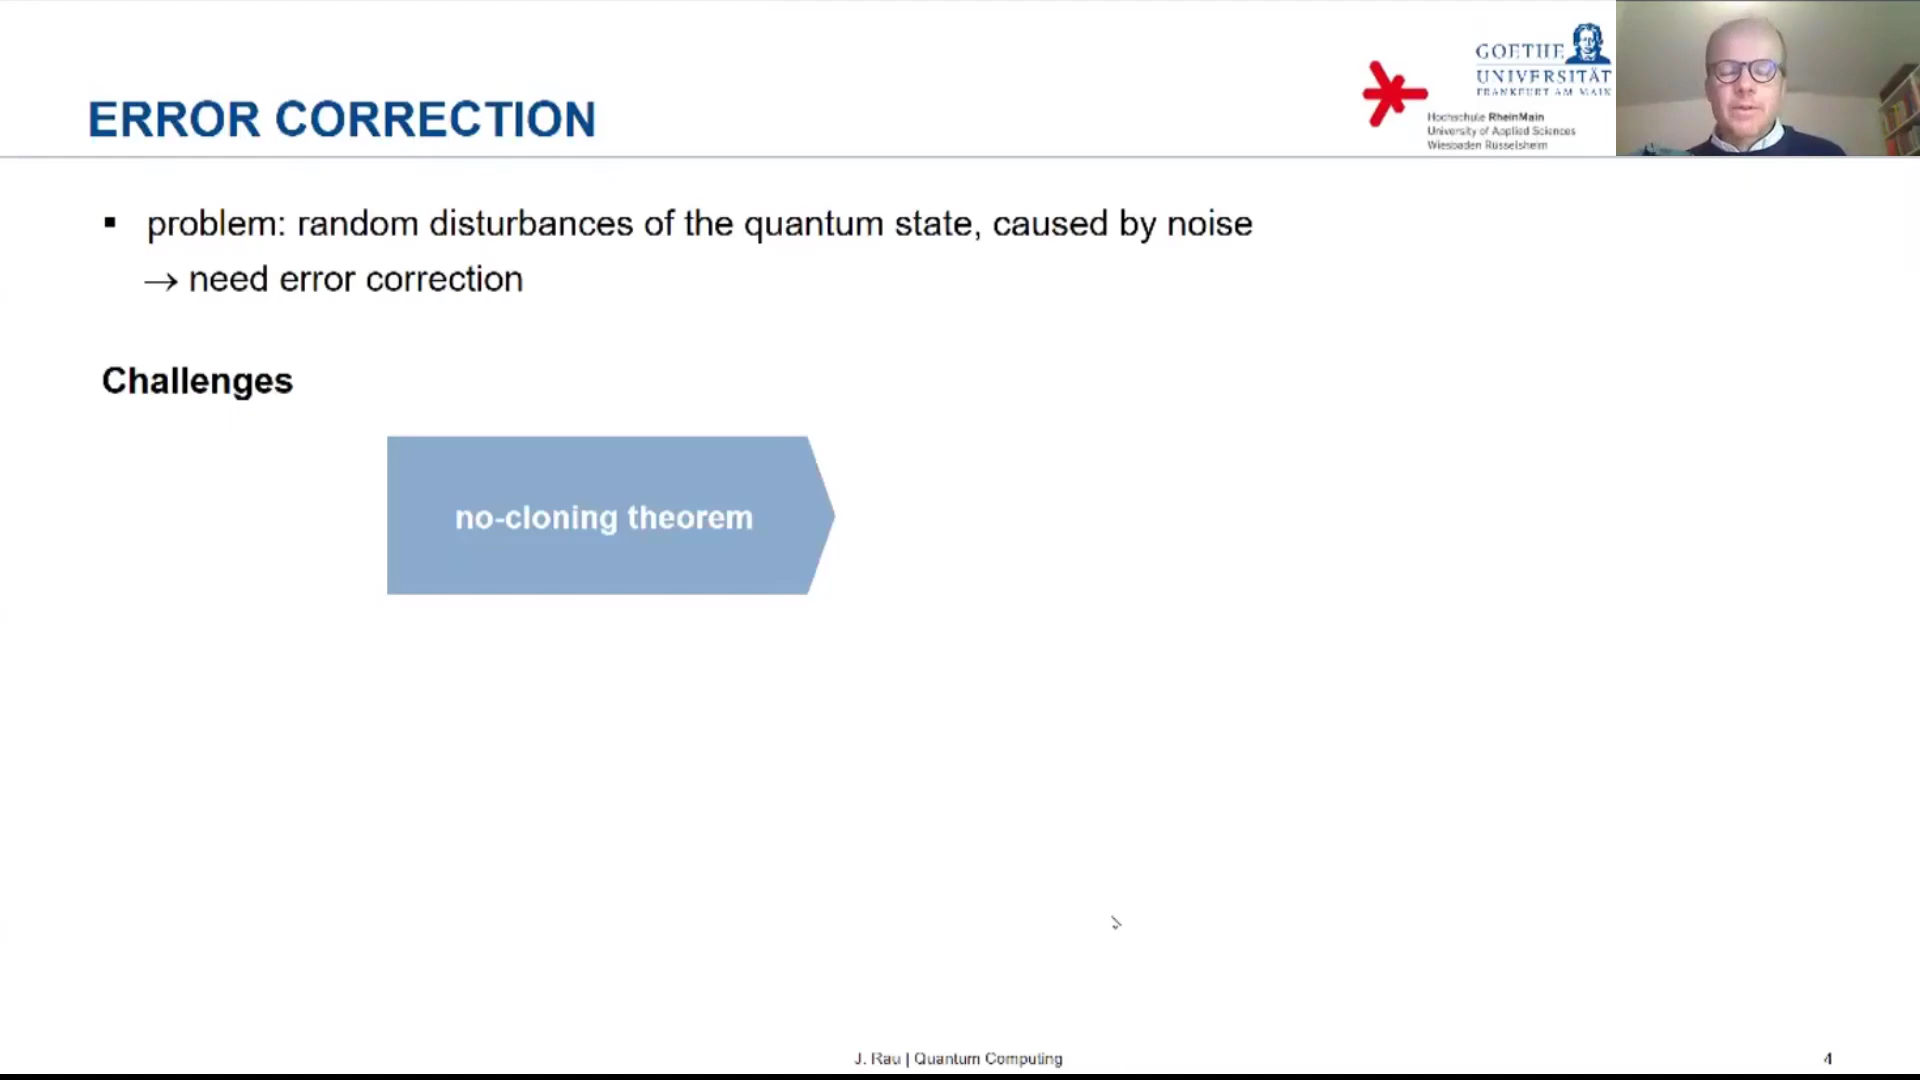 GOETHE
UNIVERSITÄT
FRANKFURT AM MAIN
ERROR CORRECTION
Hochschule RheinMain
University of Applied Sciences
Wiesbaden Rüsselsheim
▪ problem: random disturbances of the quantum state, caused by noise
→ need error correction
Challenges
no-cloning theorem
J. Rau | Quantum Computing
4